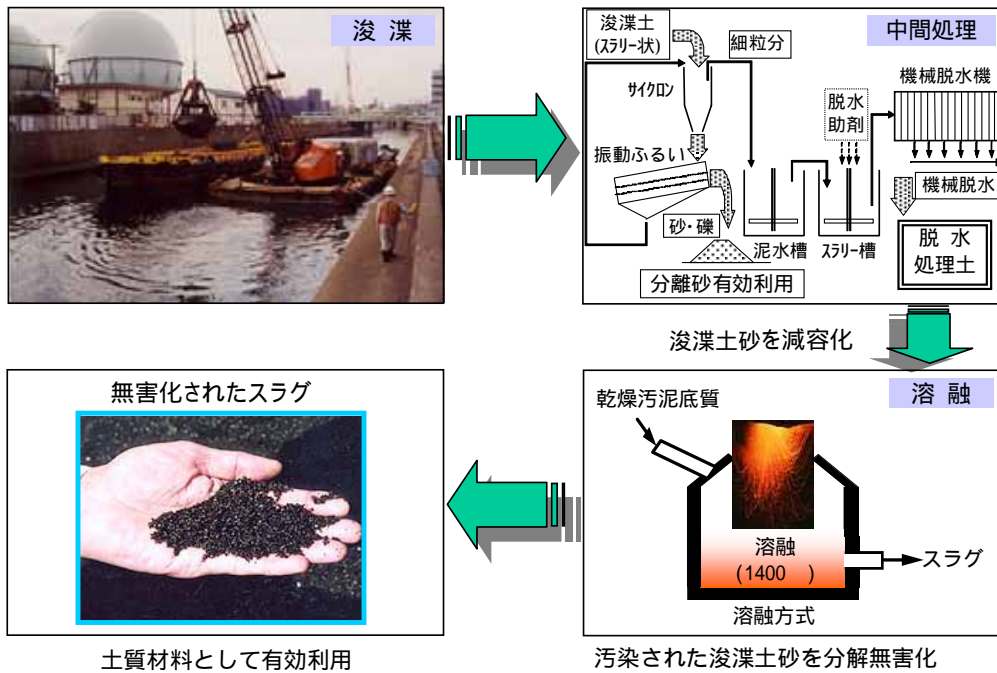 浚 渫
中間処理
浚渫土
(ｽﾗﾘｰ状)
細粒分
ｻｲｸﾛﾝ
機械脱水機
脱水
助剤
振動ふるい
機械脱水
砂・礫
泥水槽
ｽﾗﾘｰ槽
脱 水
処理土
分離砂有効利用
浚渫土砂を減容化
溶 融
乾燥汚泥底質
溶融
(1400 )
スラグ
溶融方式
汚染された浚渫土砂を分解無害化
無害化されたスラグ
土質材料として有効利用